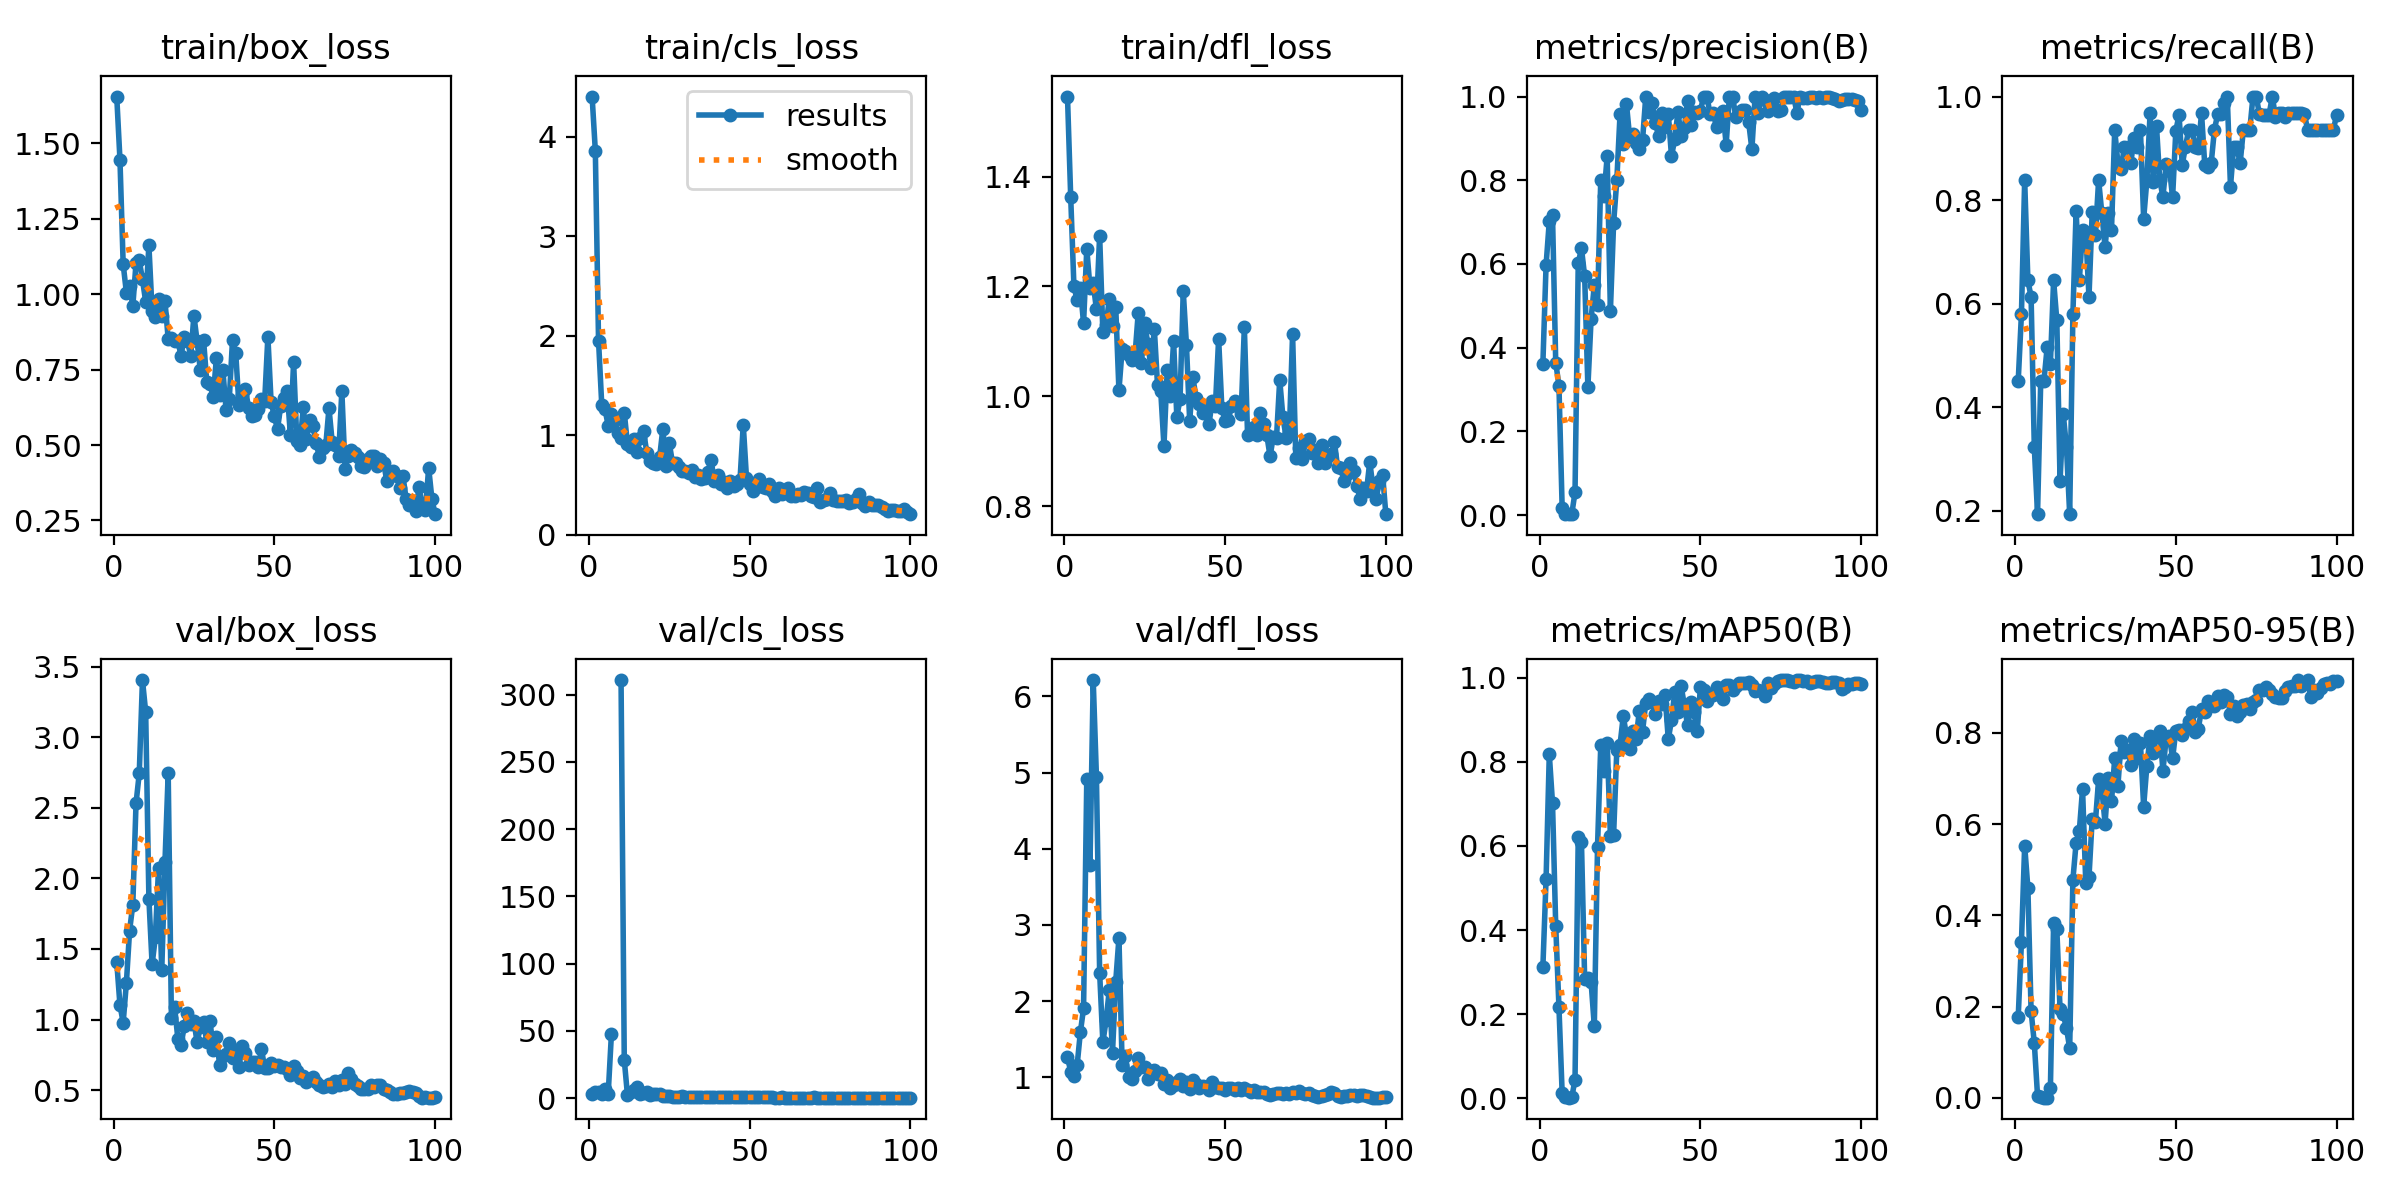 train/box_loss
1.50
1.25
1.00
0.75
0.50
0.25
0 50 100
train/cls_loss
results
smooth
4
3
2
1
0
0 50 100
train/dfl_loss
1.4
1.2
1.0
0.8
0 50 100
metrics/precision(B)
1.0
0.8
0.6
0.4
0.2
0.0
0 50 100
metrics/recall(B)
1.0
0.8
0.6
0.4
0.2
0 50 100
val/box_loss
3.5
3.0
2.5
2.0
1.5
1.0
0.5
0 50 100
val/cls_loss
300
250
200
150
100
50
0
0 50 100
val/dfl_loss
6
5
4
3
2
1
0 50 100
metrics/mAP50(B)
1.0
0.8
0.6
0.4
0.2
0.0
0 50 100
metrics/mAP50-95(B)
0.8
0.6
0.4
0.2
0.0
0 50 100